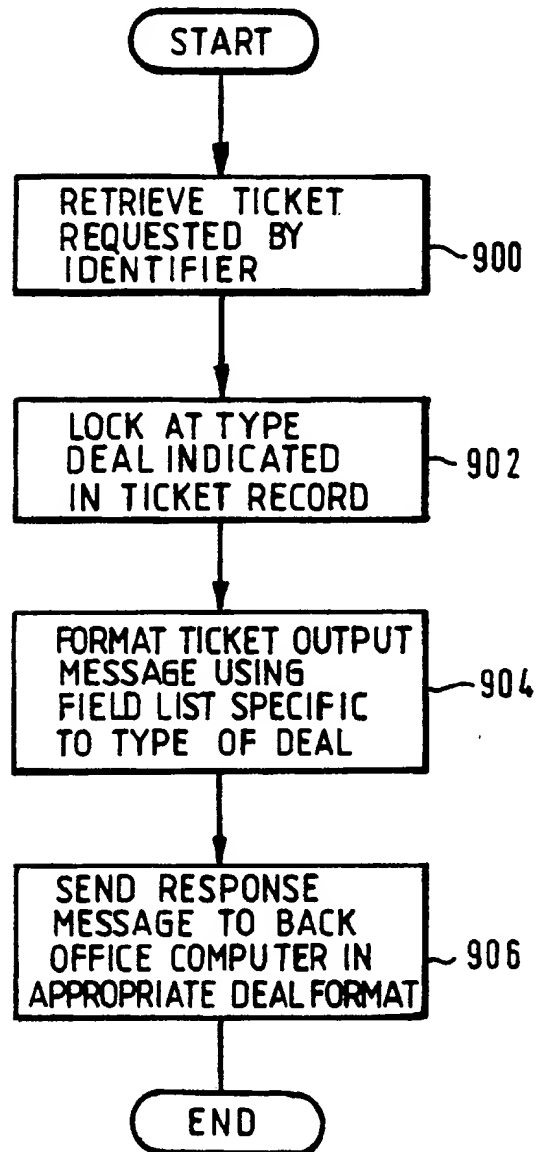 START
RETRIEVE TICKET
REQUESTED BY
IDENTIFIER
900
LOCK AT TYPE
DEAL INDICATED
IN TICKET RECORD
902
FORMAT TICKET OUTPUT
MESSAGE USING
FIELD LIST SPECIFIC
TO TYPE OF DEAL
904
SEND RESPONSE
MESSAGE TO BACK
OFFICE COMPUTER IN
APPROPRIATE DEAL FORMAT
906
END